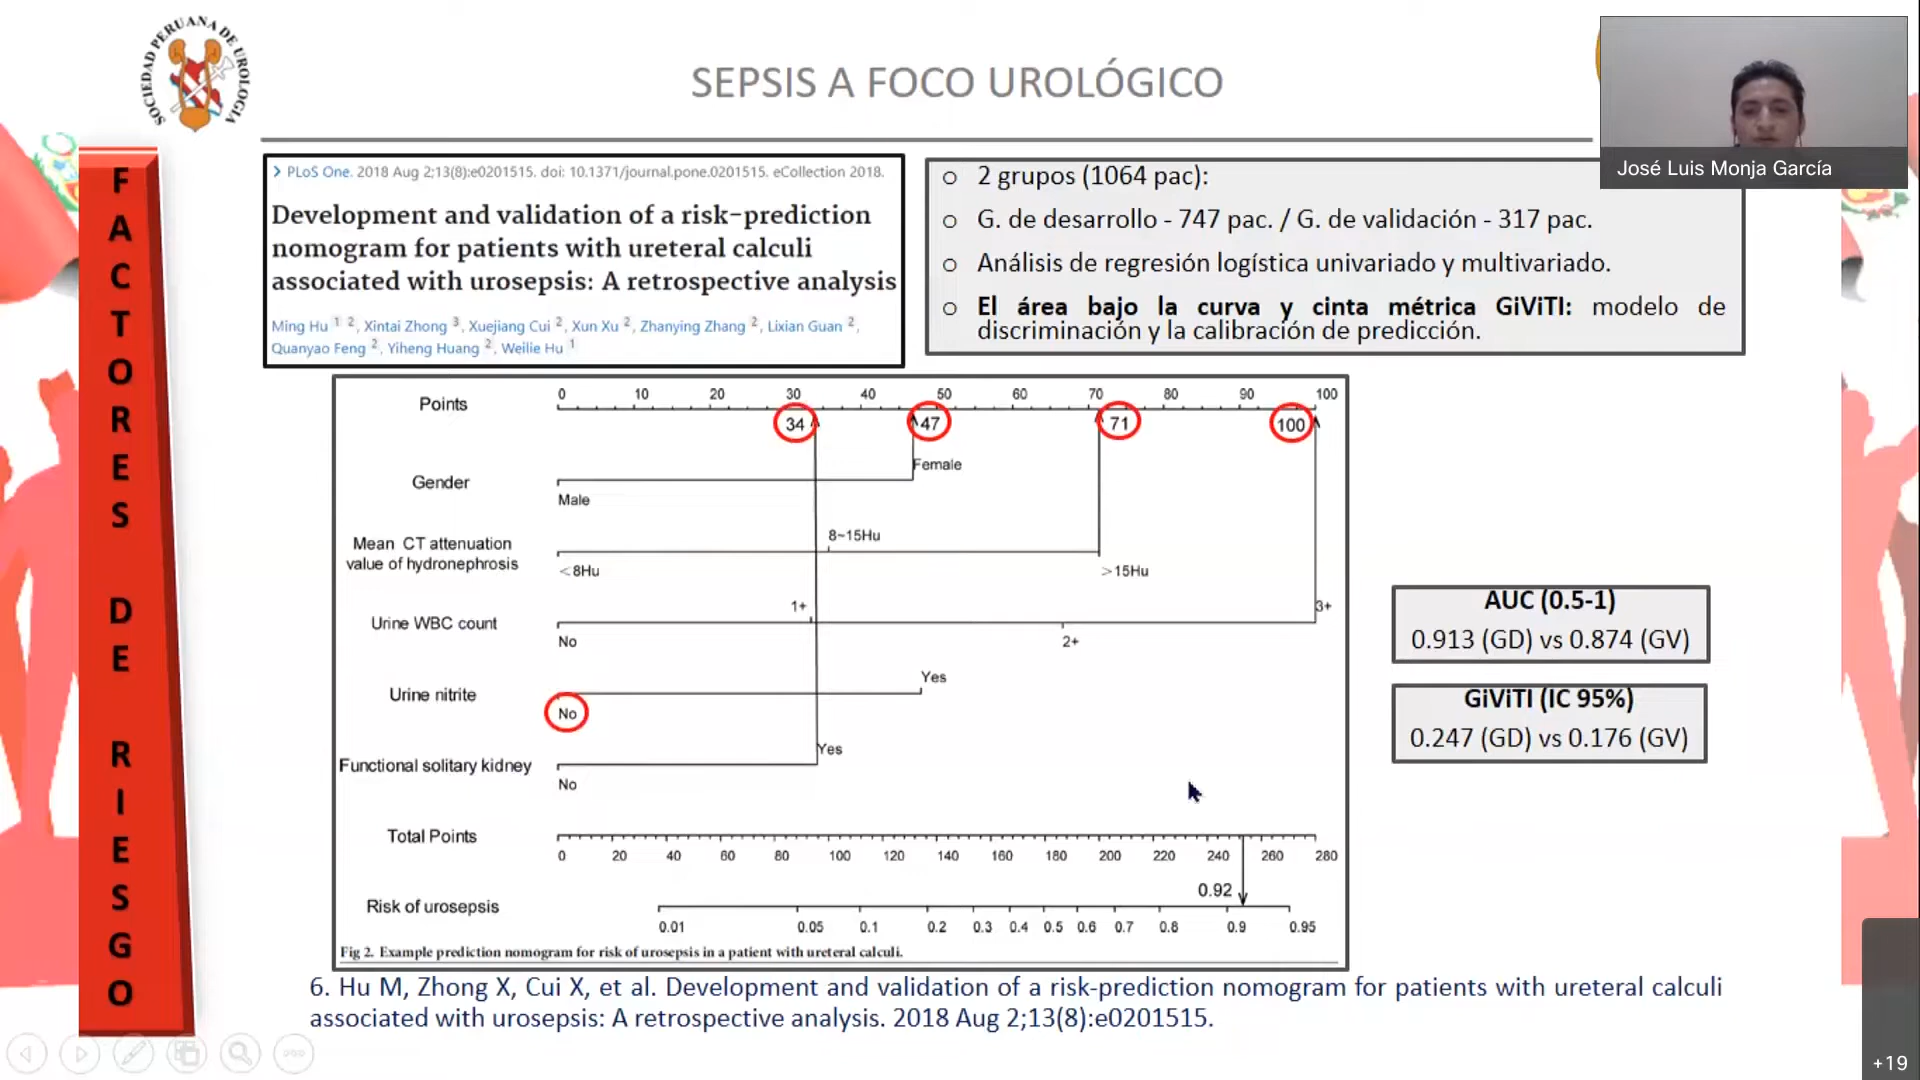 SOCIEDAD PERUANA DE UROLOGIA
SEPSIS A FOCO UROLÓGICO
José Luis Monja García
FACTORES DE RIESGO
PLoS One. 2018 Aug 2;13(8):e0201515. doi: 10.1371/journal.pone.0201515. eCollection 2018.
Development and validation of a risk-prediction
nomogram for patients with ureteral calculi
associated with urosepsis: A retrospective analysis
Ming Hu 1 2, Xintai Zhong 3, Xuejiang Cui 2, Xun Xu 2, Zhanying Zhang 2, Lixian Guan 2,
Quanyao Feng 2, Yiheng Huang 2, Weilie Hu 1
o 2 grupos (1064 pac):
o G. de desarrollo - 747 pac. / G. de validación - 317 pac.
o Análisis de regresión logística univariado y multivariado.
o El área bajo la curva y cinta métrica GiViTI: modelo de
discriminación y la calibración de predicción.
Points
0 10 20 30 40 50 60 70 80 90 100
34 47 71 100
Gender
Female
Male
Mean CT attenuation
value of hydronephrosis
8~15Hu
<8Hu >15Hu
Urine WBC count
1+ 3+
No 2+
Urine nitrite
Yes
No
Functional solitary kidney
Yes
No
Total Points
0 20 40 60 80 100 120 140 160 180 200 220 240 260 280
0.92
Risk of urosepsis
0.01 0.05 0.1 0.2 0.3 0.4 0.5 0.6 0.7 0.8 0.9 0.95
Fig 2. Example prediction nomogram for risk of urosepsis in a patient with ureteral calculi.
AUC (0.5-1)
0.913 (GD) vs 0.874 (GV)
GiViTI (IC 95%)
0.247 (GD) vs 0.176 (GV)
6. Hu M, Zhong X, Cui X, et al. Development and validation of a risk-prediction nomogram for patients with ureteral calculi
associated with urosepsis: A retrospective analysis. 2018 Aug 2;13(8):e0201515.
+19